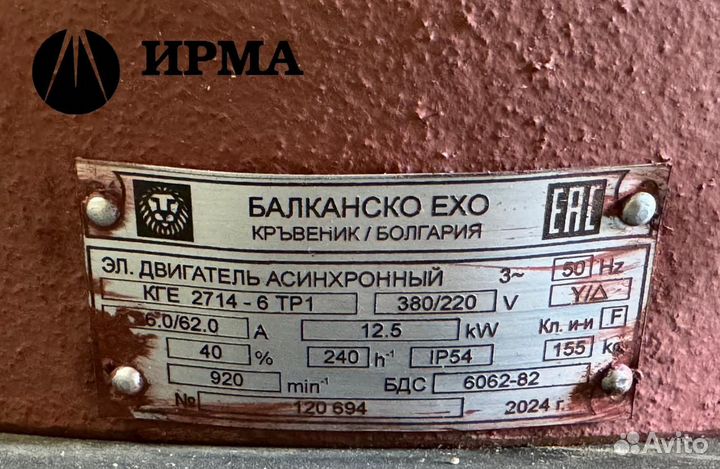 ИРМА
БАЛКАНСКО ЕХО
КРЪВЕНИК / БОЛГАРИЯ
EAC
ЭЛ. ДВИГАТЕЛЬ АСИНХРОННЫЙ 3~ 50 Hz
КГЕ 2714 - 6 ТР1 380/220 V Y/Δ
6.0/62.0 A 12.5 kW Кл. и-и F
40 % 240 h-1 IP54 155 kg
920 min-1 БДС 6062-82
№ 120 694 2024 г.
Avito